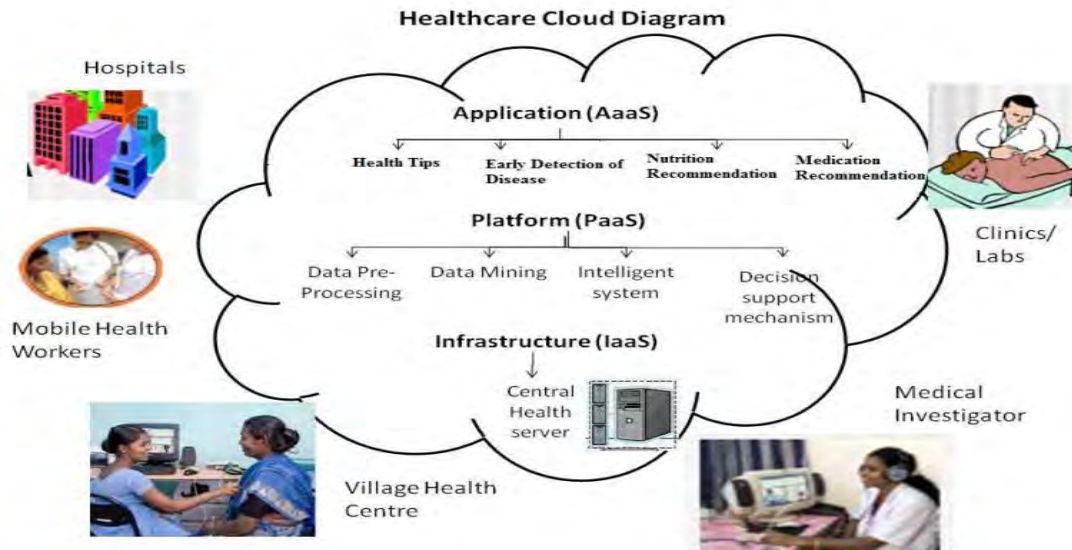 Healthcare Cloud Diagram
Hospitals
Application (AaaS)
Health Tips
Early Detection of
Disease
Nutrition
Recommendation
Medication
Recommendation
Platform (PaaS)
Clinics/
Labs
Data Pre-
Processing
Data Mining
Intelligent
system
Decision
support
mechanism
Mobile Health
Workers
Infrastructure (IaaS)
Central
Health
server
Medical
Investigator
Village Health
Centre